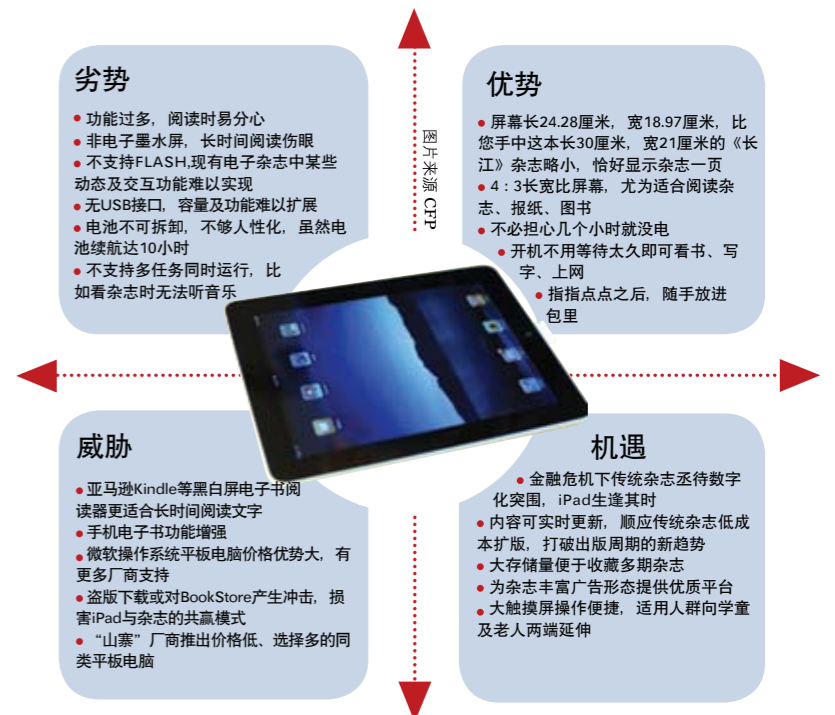 劣势
● 功能过多，阅读时易分心
● 非电子墨水屏，长时间阅读伤眼
● 不支持FLASH,现有电子杂志中某些
动态及交互功能难以实现
● 无USB接口，容量及功能难以扩展
● 电池不可拆卸，不够人性化，虽然电
池续航达10小时
● 不支持多任务同时运行，比
如看杂志时无法听音乐
图片来源 CFP
优势
● 屏幕长24.28厘米，宽18.97厘米，比
您手中这本长30厘米，宽21厘米的《长
江》杂志略小，恰好显示杂志一页
● 4：3长宽比屏幕，尤为适合阅读杂
志、报纸、图书
● 不必担心几个小时就没电
● 开机不用等待太久即可看书、写
字、上网
● 指指点点之后，随手放进
包里
威胁
● 亚马逊Kindle等黑白屏电子书阅
读器更适合长时间阅读文字
● 手机电子书功能增强
● 微软操作系统平板电脑价格优势大，有
更多厂商支持
● 盗版下载或对BookStore产生冲击，损
害iPad与杂志的共赢模式
● “山寨”厂商推出价格低、选择多的同
类平板电脑
机遇
● 金融危机下传统杂志丞待数字
化突围，iPad生逢其时
● 内容可实时更新，顺应传统杂志低成
本扩版，打破出版周期的新趋势
● 大存储量便于收藏多期杂志
● 为杂志丰富广告形态提供优质平台
● 大触摸屏操作便捷，适用人群向学童
及老人两端延伸